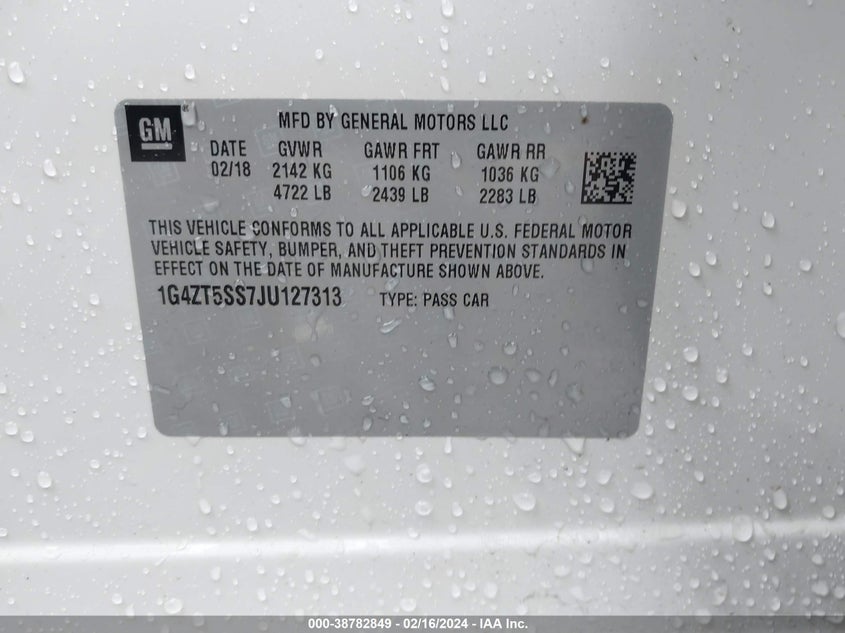 GM®
MFD BY GENERAL MOTORS LLC
DATE GVWR GAWR FRT GAWR RR
02/18 2142 KG 1106 KG 1036 KG
4722 LB 2439 LB 2283 LB
THIS VEHICLE CONFORMS TO ALL APPLICABLE U.S. FEDERAL MOTOR
VEHICLE SAFETY, BUMPER, AND THEFT PREVENTION STANDARDS IN
EFFECT ON THE DATE OF MANUFACTURE SHOWN ABOVE.
1G4ZT5SS7JU127313 TYPE: PASS CAR
000-38782849 - 02/16/2024 - IAA Inc.